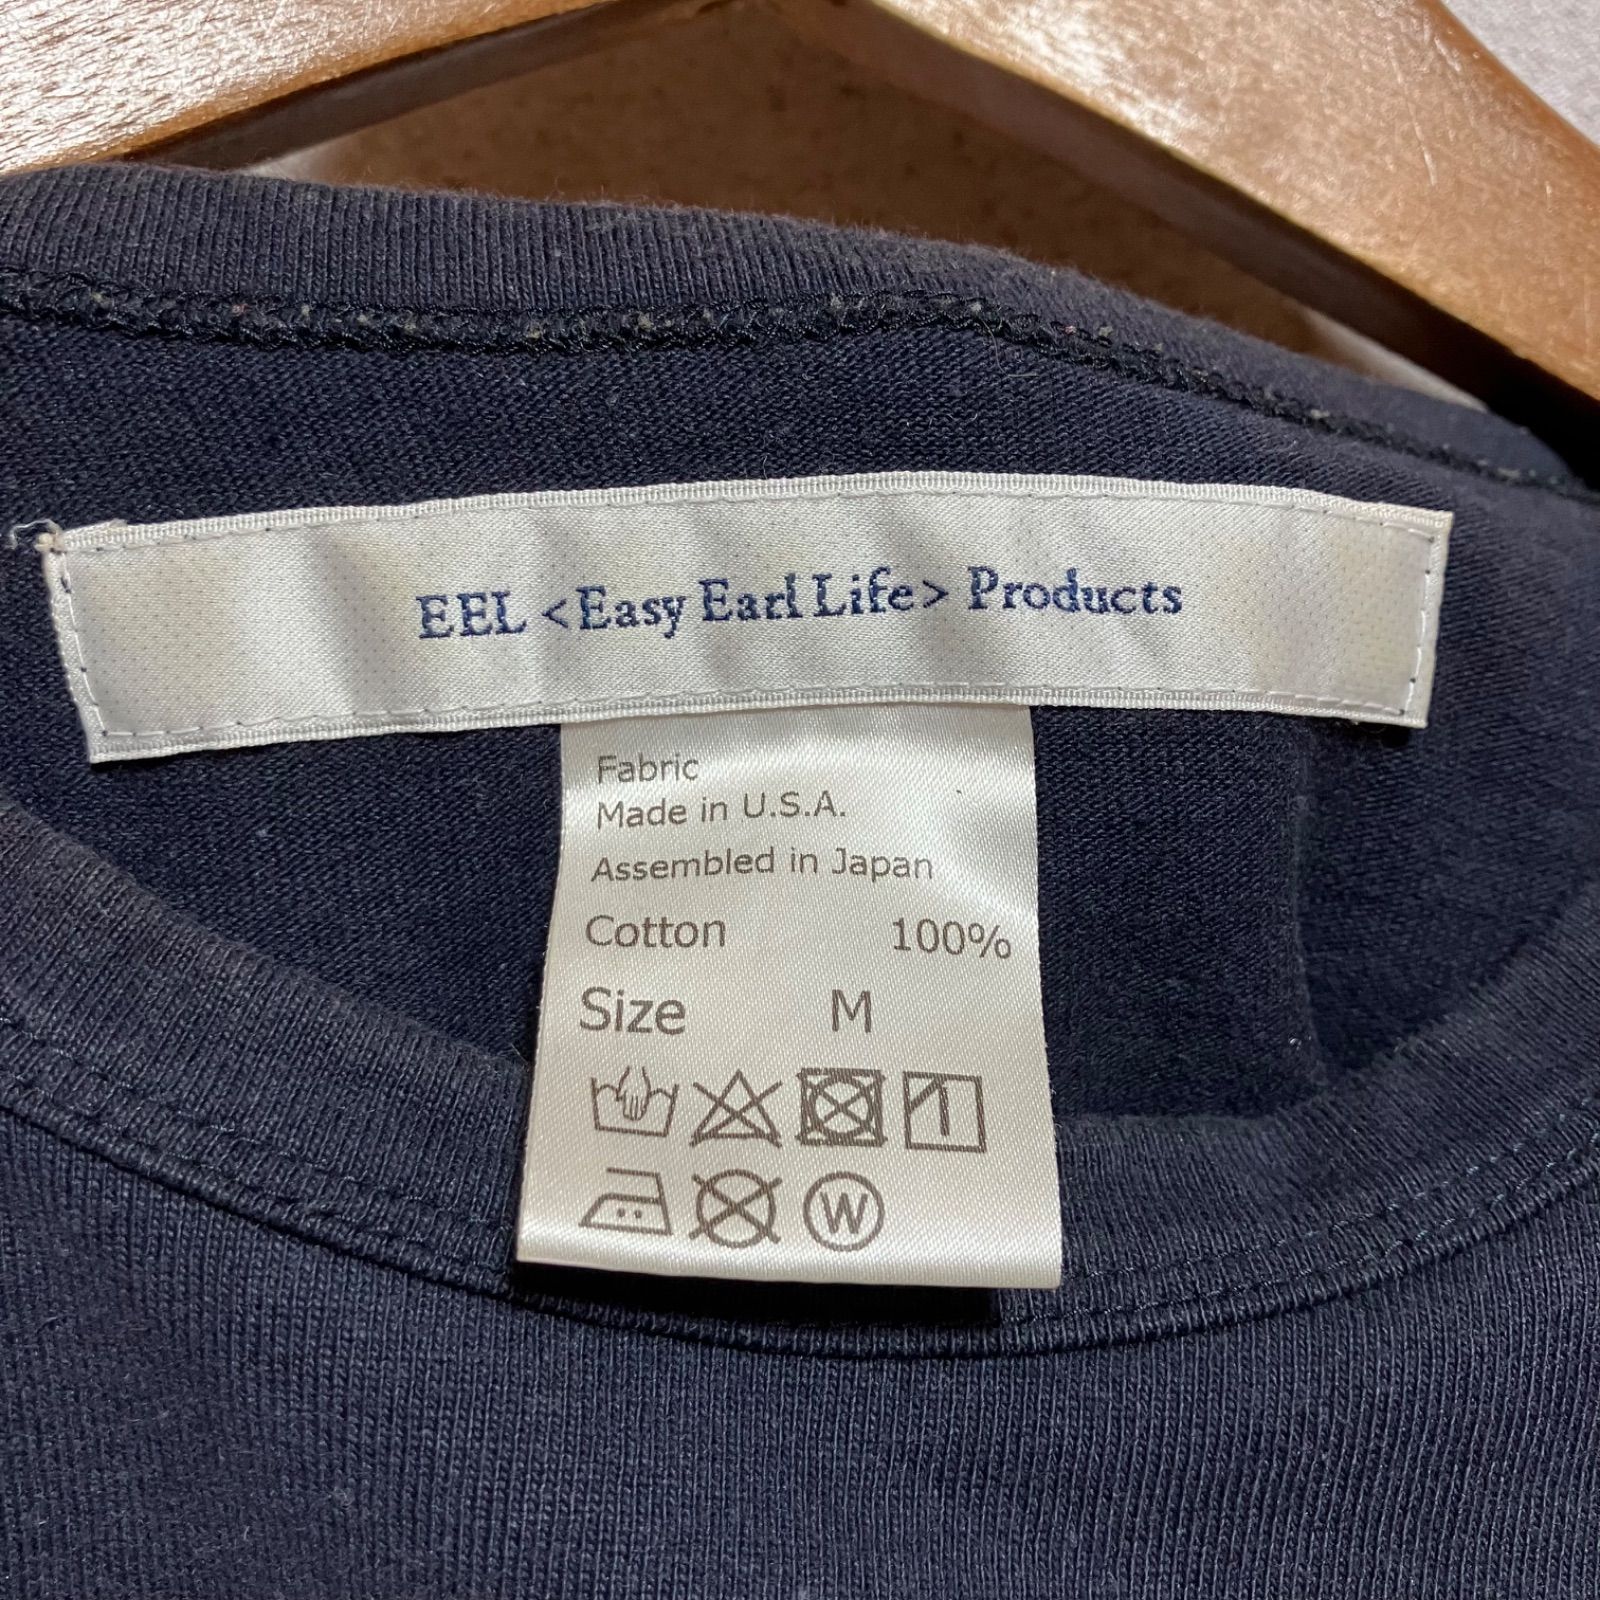 EEL <Easy Earl Life> Products
Fabric
Made in U.S.A.
Assembled in Japan
Cotton 100%
Size M
W